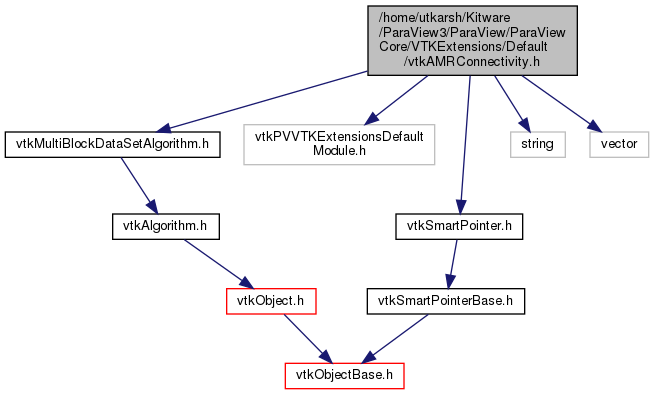 /home/utkarsh/Kitware
/ParaView3/ParaView/ParaView
Core/VTKExtensions/Default
/vtkAMRConnectivity.h
vtkMultiBlockDataSetAlgorithm.h
vtkPVVTKExtensionsDefault
Module.h
string
vector
vtkAlgorithm.h
vtkSmartPointer.h
vtkObject.h
vtkSmartPointerBase.h
vtkObjectBase.h